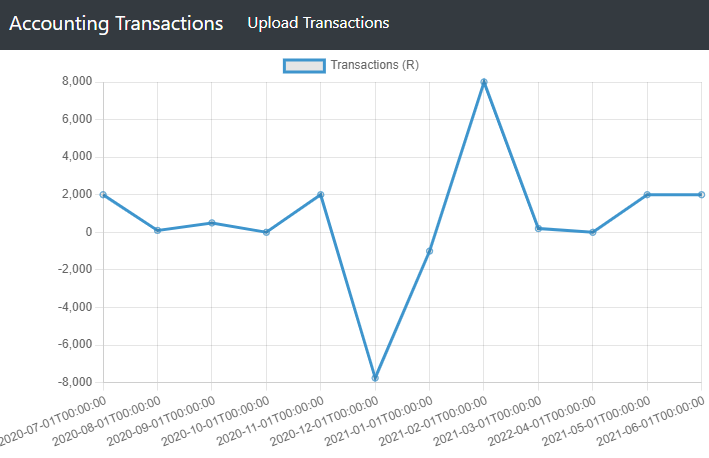 Accounting Transactions Upload Transactions
Transactions (R)
8,000
6,000
4,000
2,000
0
-2,000
-4,000
-6,000
-8,000
2020-07-01T00:00:00
2020-08-01T00:00:00
2020-09-01T00:00:00
2020-10-01T00:00:00
2020-11-01T00:00:00
2020-12-01T00:00:00
2021-01-01T00:00:00
2021-02-01T00:00:00
2021-03-01T00:00:00
2022-04-01T00:00:00
2021-05-01T00:00:00
2021-06-01T00:00:00